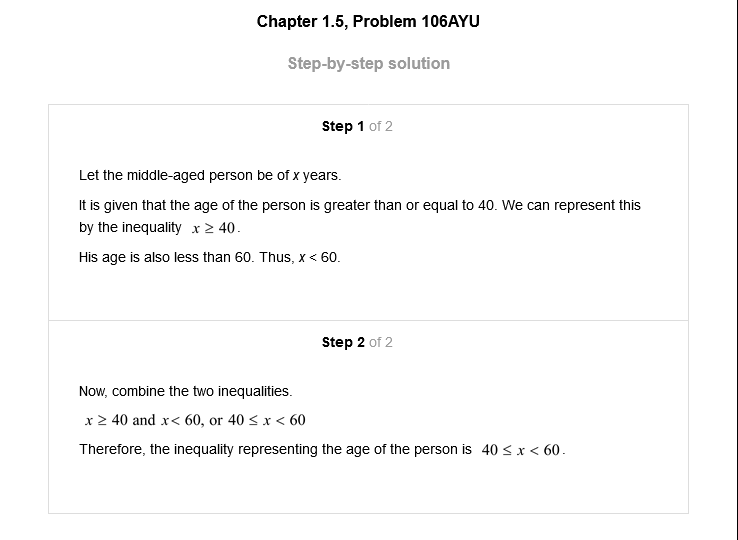 Chapter 1.5, Problem 106AYU
Step-by-step solution
Step 1 of 2
Let the middle-aged person be of x years.
It is given that the age of the person is greater than or equal to 40. We can represent this
by the inequality x ≥ 40.
His age is also less than 60. Thus, x < 60.
Step 2 of 2
Now, combine the two inequalities.
x ≥ 40 and x< 60, or 40 ≤ x < 60
Therefore, the inequality representing the age of the person is 40 ≤ x < 60.